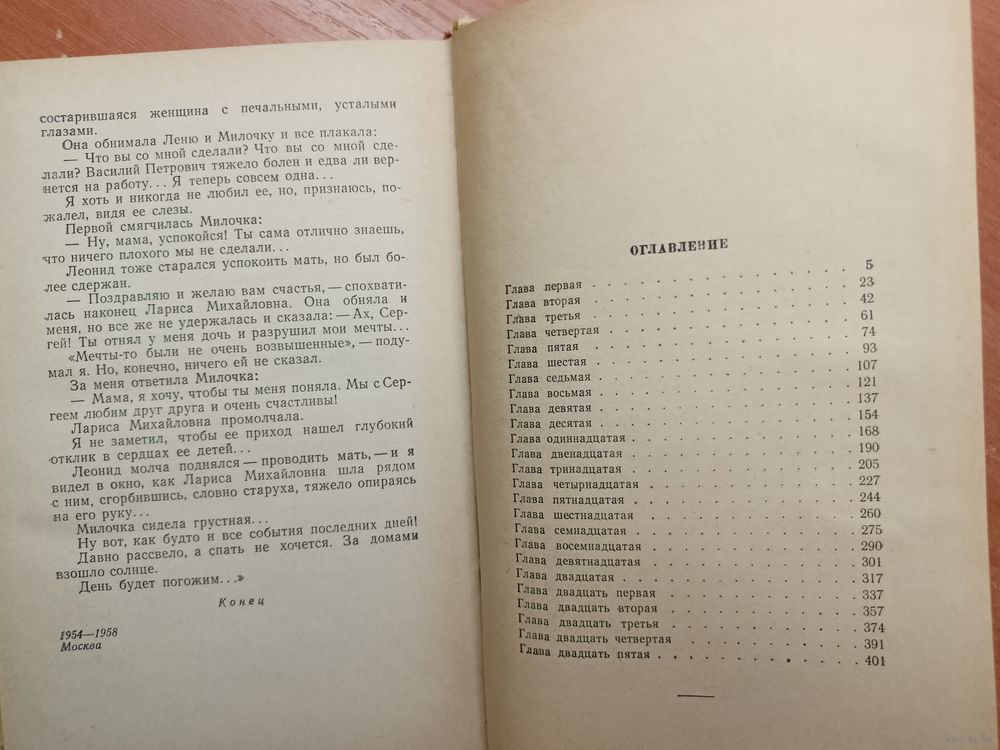 состарившаяся женщина с печальными, усталыми
глазами.
Она обнимала Леню и Милочку и все плакала:
— Что вы со мной сделали? Что вы со мной сде-
лали? Василий Петрович тяжело болен и едва ли вер-
нется на работу... Я теперь совсем одна...
Я хоть и никогда не любил ее, но, признаюсь, по-
жалел, видя ее слезы.
Первой смягчилась Милочка:
— Ну, мама, успокойся! Ты сама отлично знаешь,
что ничего плохого мы не сделали...
Леонид тоже старался успокоить мать, но был бо-
лее сдержан.
— Поздравляю и желаю вам счастья, — спохвати-
лась наконец Лариса Михайловна. Она обняла и
меня, но все же не удержалась и сказала: — Ах, Сер-
гей! Ты отнял у меня дочь и разрушил мои мечты...
«Мечты-то были не очень возвышенные», — поду-
мал я. Но, конечно, ничего ей не сказал.
За меня ответила Милочка:
— Мама, я хочу, чтобы ты меня поняла. Мы с Сер-
геем любим друг друга и очень счастливы!
Лариса Михайловна промолчала.
Я не заметил, чтобы ее приход нашел глубокий
отклик в сердцах ее детей...
Леонид молча поднялся — проводить мать, — и я
видел в окно, как Лариса Михайловна шла рядом
с ним, сгорбившись, словно старуха, тяжело опираясь
на его руку...
Милочка сидела грустная...
Ну вот, как будто и все события последних дней!
Давно рассвело, а спать не хочется. За домами
взошло солнце.
День будет погожим...»
Конец
1954—1958
Москва
ОГЛАВЛЕНИЕ
Глава первая . . . . . . . . . . . . 5
Глава вторая . . . . . . . . . . . . 23
Глава третья . . . . . . . . . . . . 42
Глава четвертая . . . . . . . . . . . . 61
Глава пятая . . . . . . . . . . . . 74
Глава шестая . . . . . . . . . . . . 93
Глава седьмая . . . . . . . . . . . . 107
Глава восьмая . . . . . . . . . . . . 121
Глава девятая . . . . . . . . . . . . 137
Глава десятая . . . . . . . . . . . . 154
Глава одиннадцатая . . . . . . . . . . . . 168
Глава двенадцатая . . . . . . . . . . . . 190
Глава тринадцатая . . . . . . . . . . . . 205
Глава четырнадцатая . . . . . . . . . . . . 227
Глава пятнадцатая . . . . . . . . . . . . 244
Глава шестнадцатая . . . . . . . . . . . . 260
Глава семнадцатая . . . . . . . . . . . . 275
Глава восемнадцатая . . . . . . . . . . . . 290
Глава девятнадцатая . . . . . . . . . . . . 301
Глава двадцатая . . . . . . . . . . . . 317
Глава двадцать первая . . . . . . . . . . 337
Глава двадцать вторая . . . . . . . . . . 357
Глава двадцать третья . . . . . . . . . . 374
Глава двадцать четвертая . . . . . . . . . . 391
Глава двадцать пятая . . . . . . . . . . 401